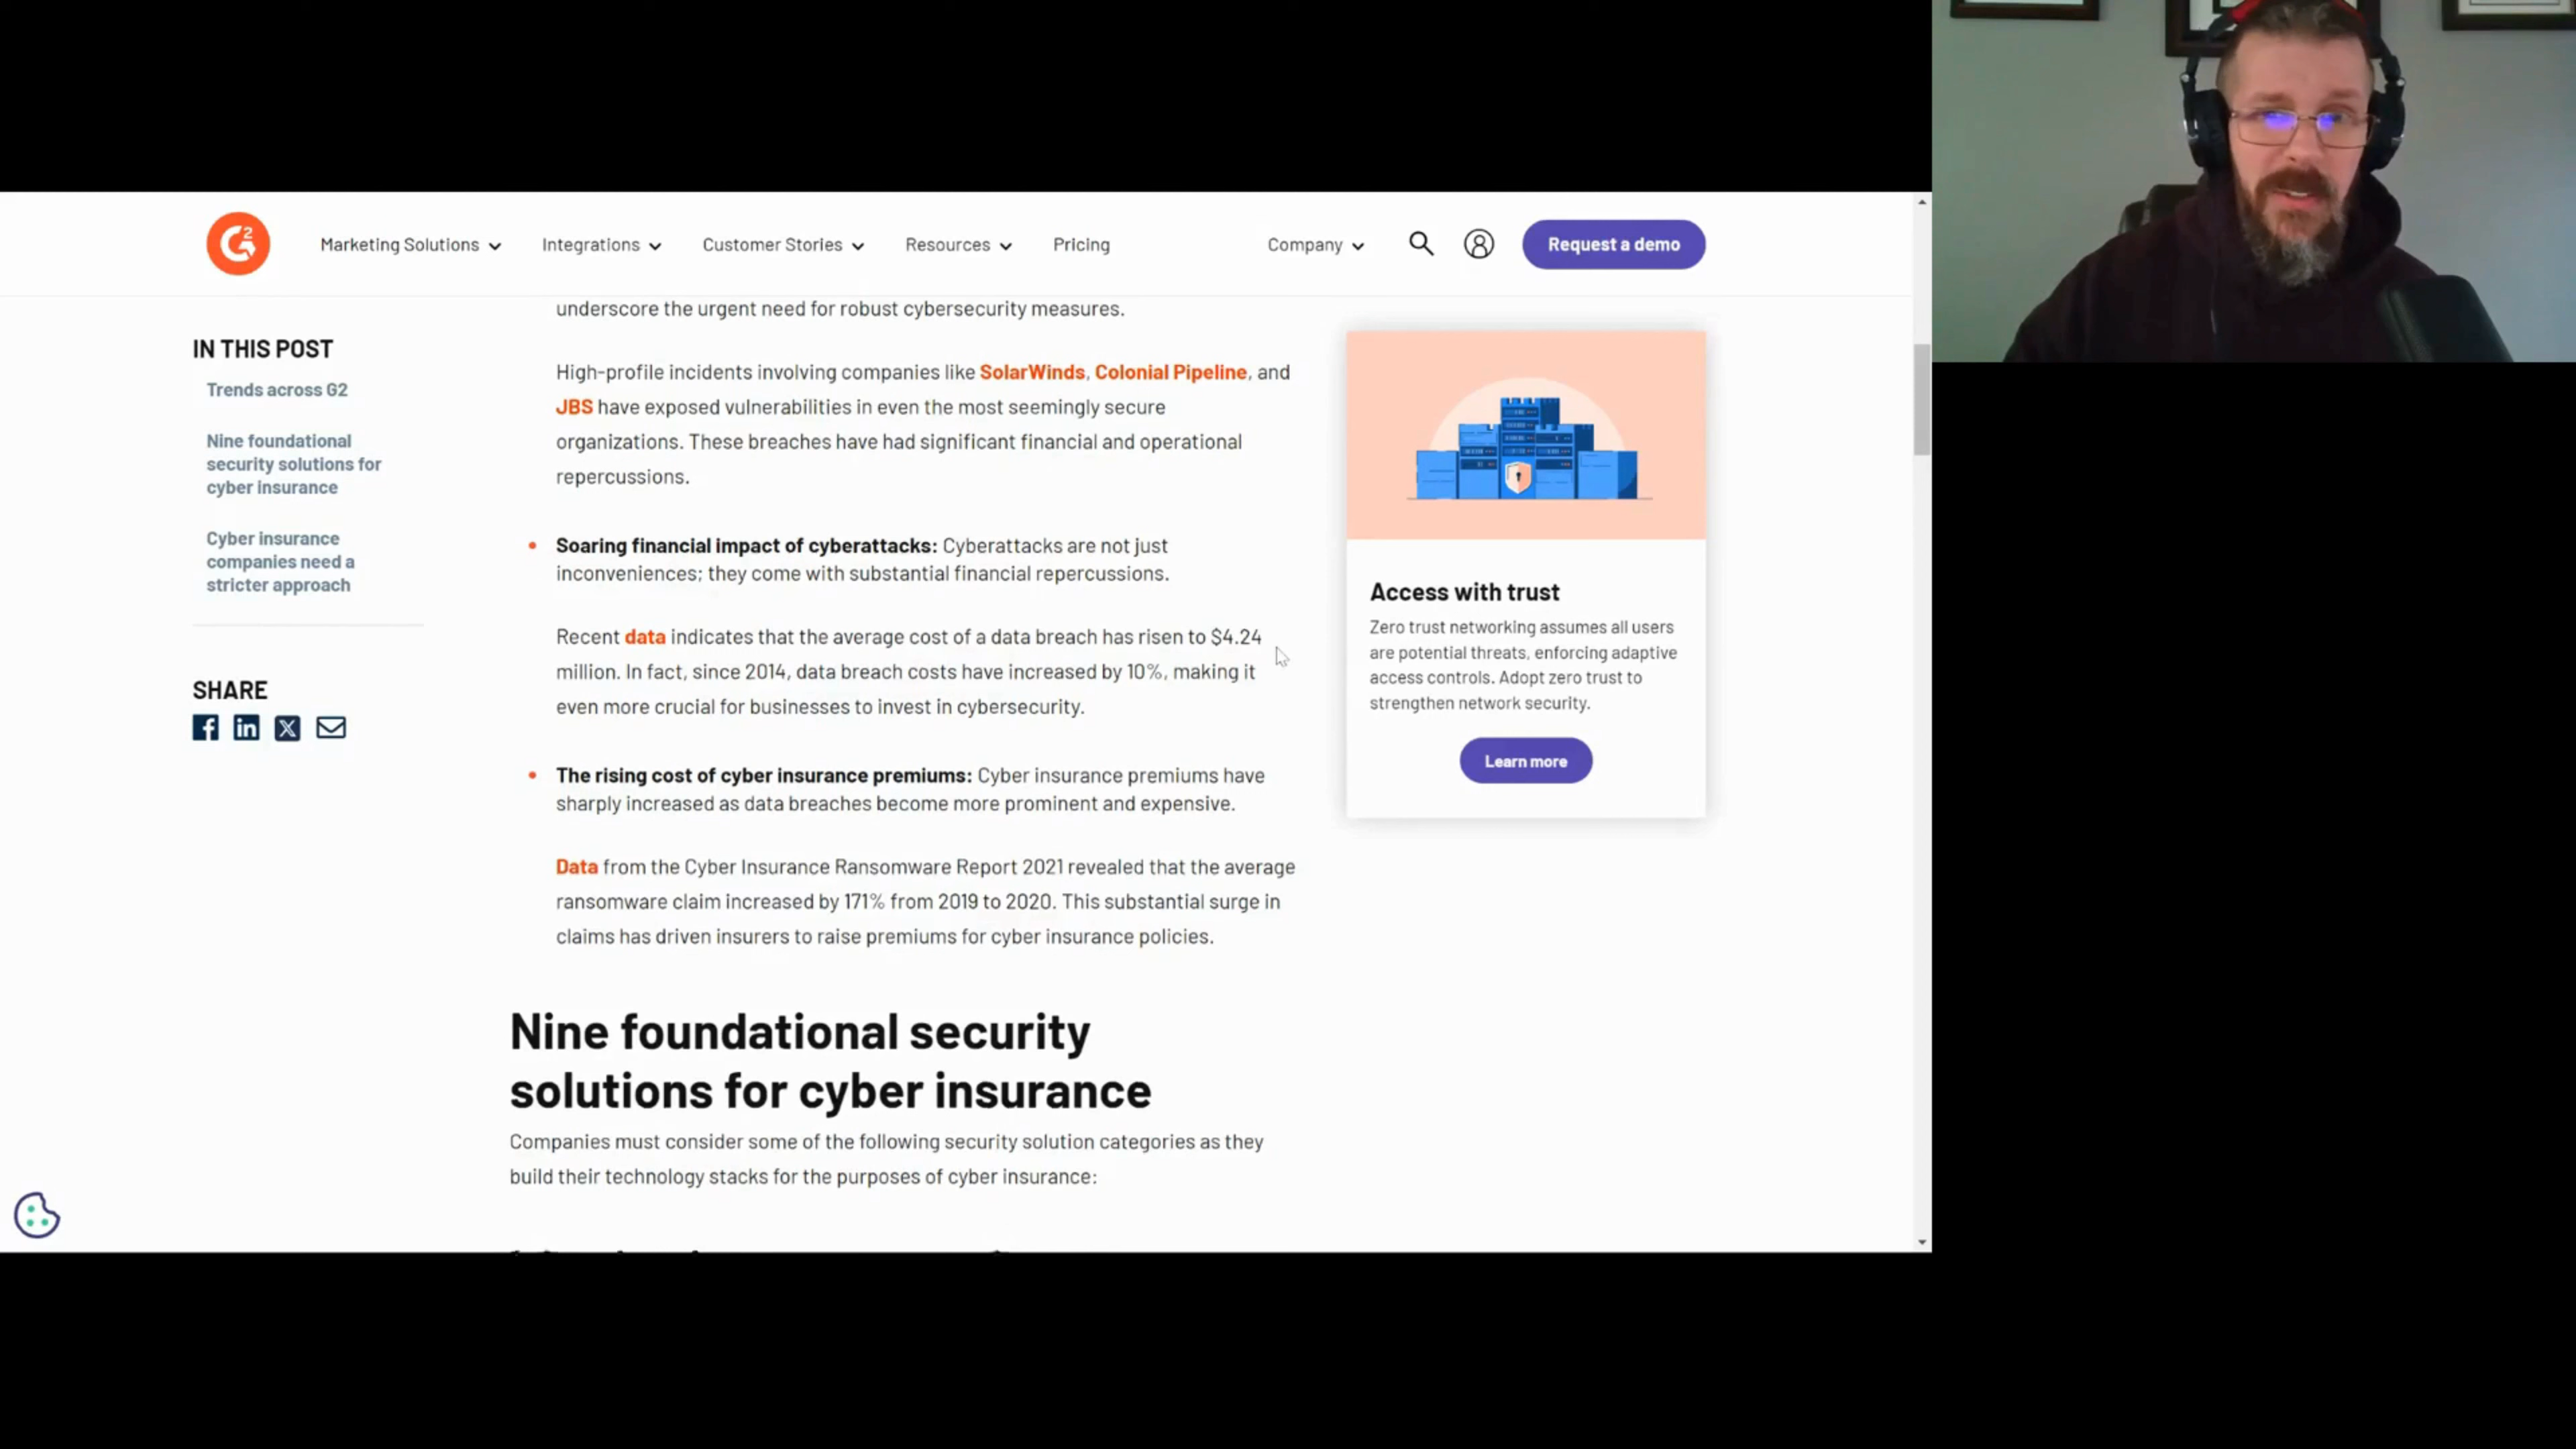 G2
Marketing Solutions
Integrations
Customer Stories
Resources
Pricing
Company
Request a demo
IN THIS POST
Trends across G2
Nine foundational
security solutions for
cyber insurance
Cyber insurance
companies need a
stricter approach
SHARE
underscore the urgent need for robust cybersecurity measures.
High-profile incidents involving companies like SolarWinds, Colonial Pipeline, and
JBS have exposed vulnerabilities in even the most seemingly secure
organizations. These breaches have had significant financial and operational
repercussions.
Soaring financial impact of cyberattacks: Cyberattacks are not just
inconveniences; they come with substantial financial repercussions.
Recent data indicates that the average cost of a data breach has risen to $4.24
million. In fact, since 2014, data breach costs have increased by 10%, making it
even more crucial for businesses to invest in cybersecurity.
The rising cost of cyber insurance premiums: Cyber insurance premiums have
sharply increased as data breaches become more prominent and expensive.
Data from the Cyber Insurance Ransomware Report 2021 revealed that the average
ransomware claim increased by 171% from 2019 to 2020. This substantial surge in
claims has driven insurers to raise premiums for cyber insurance policies.
Nine foundational security
solutions for cyber insurance
Companies must consider some of the following security solution categories as they
build their technology stacks for the purposes of cyber insurance:
Access with trust
Zero trust networking assumes all users
are potential threats, enforcing adaptive
access controls. Adopt zero trust to
strengthen network security.
Learn more